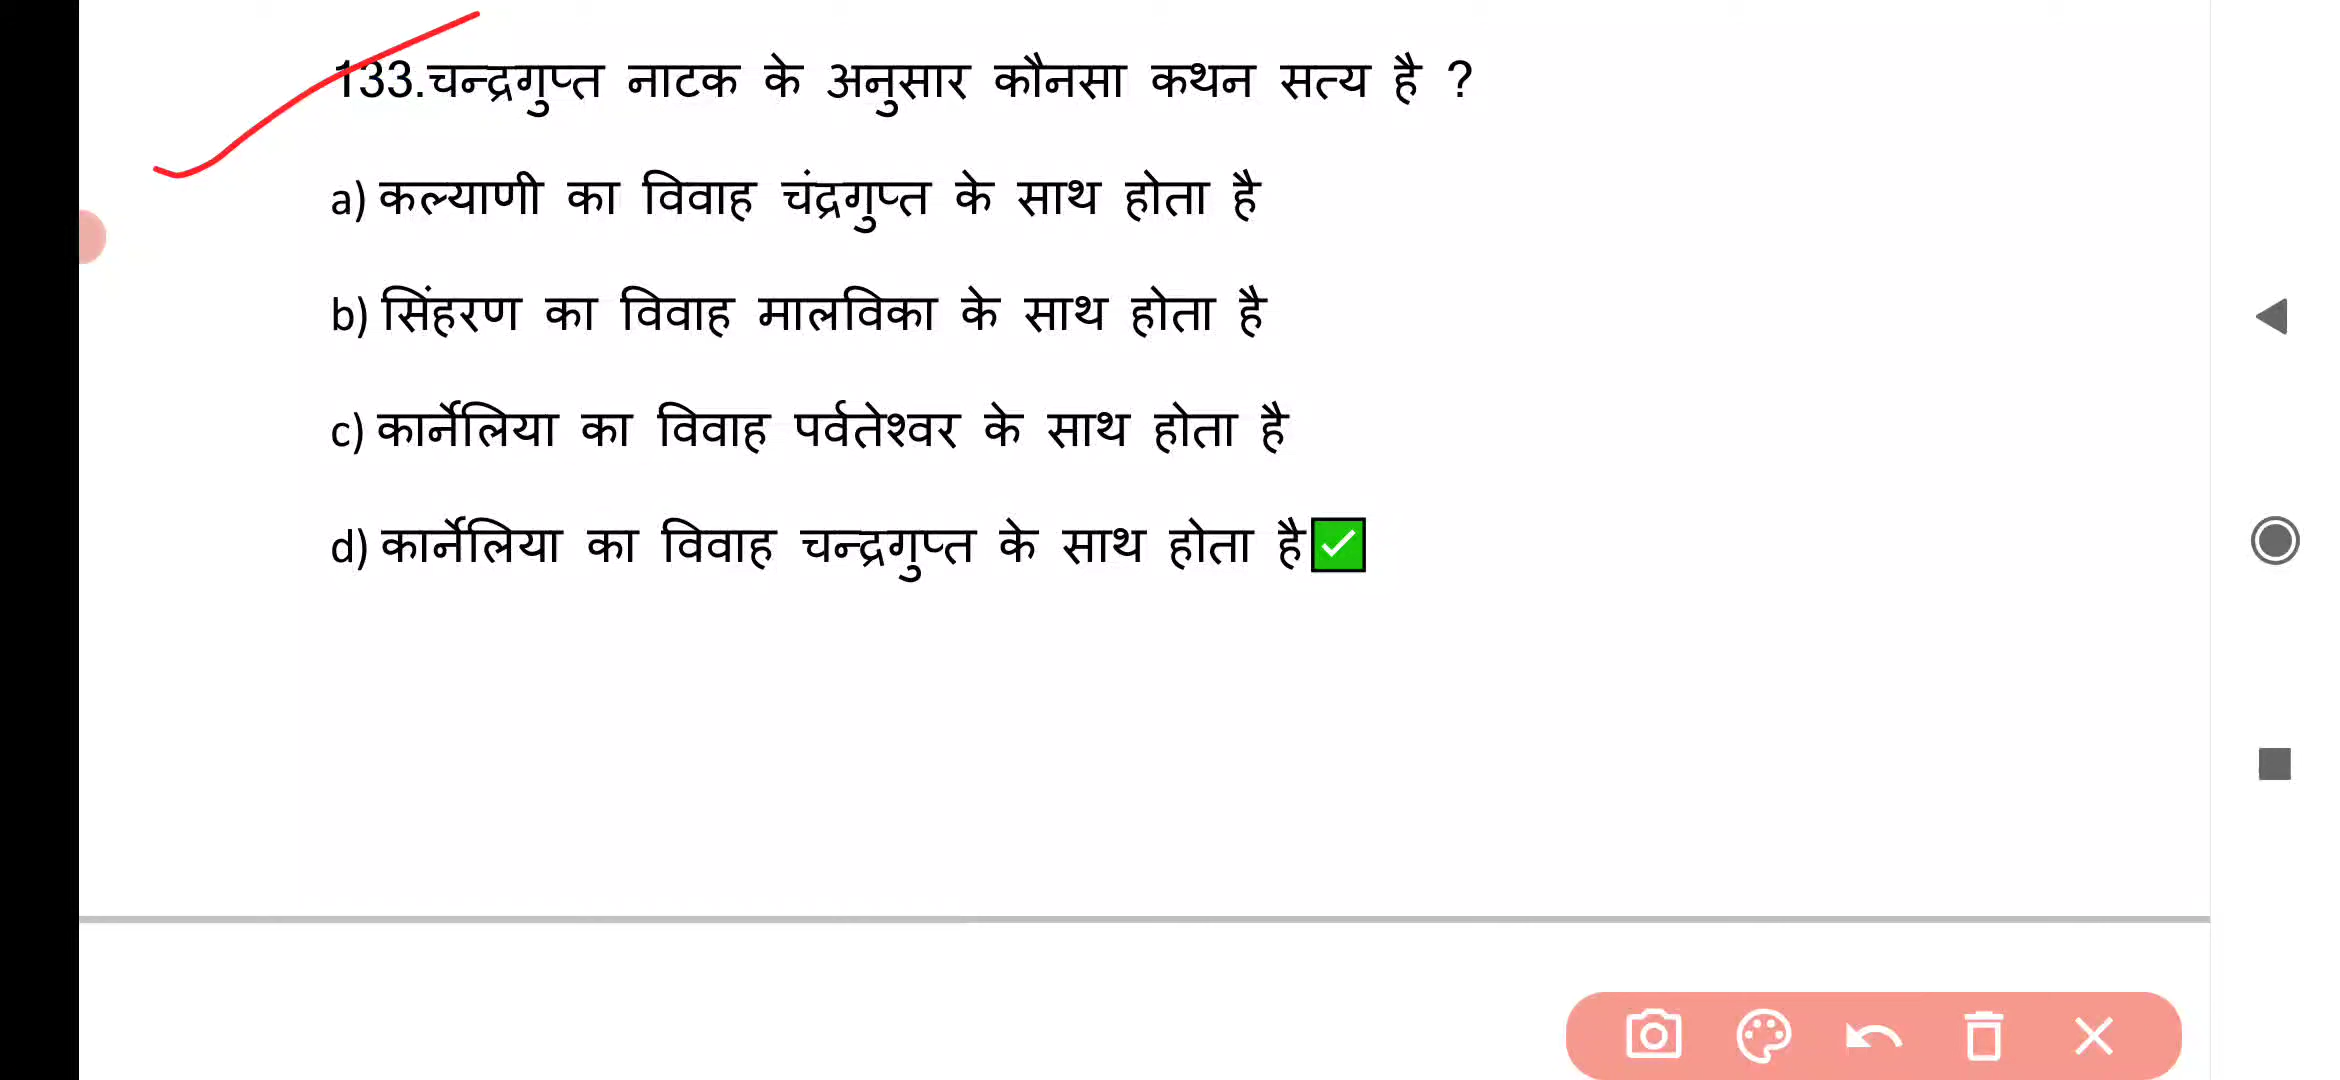 133.चन्द्रगुप्त नाटक के अनुसार कौनसा कथन सत्य है ?
a) कल्याणी का विवाह चंद्रगुप्त के साथ होता है
b) सिंहरण का विवाह मालविका के साथ होता है
c) कार्नेलिया का विवाह पर्वतेश्वर के साथ होता है
d) कार्नेलिया का विवाह चन्द्रगुप्त के साथ होता है